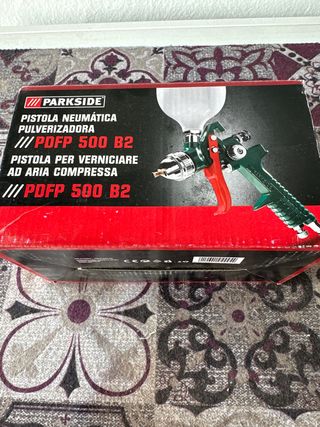 /// PARKSIDE
PISTOLA NEUMÁTICA
PULVERIZADORA
/// PDFP 500 B2
PISTOLA PER VERNICIARE
AD ARIA COMPRESSA
/// PDFP 500 B2